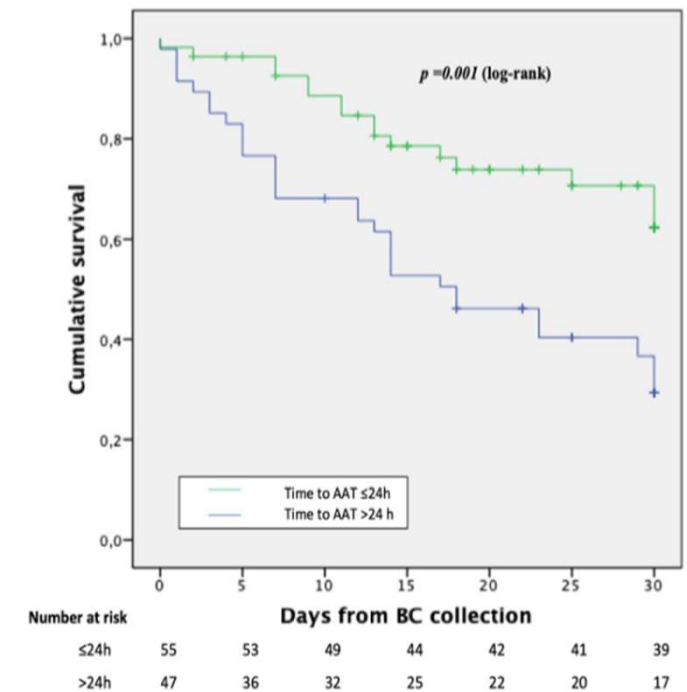 1,0
p =0.001 (log-rank)
0,8
0,6
0,4
0,2
0,0
Cumulative survival
Time to AAT ≤24h
Time to AAT >24 h
0 5 10 15 20 25 30
Days from BC collection
Number at risk
≤24h 55 53 49 44 42 41 39
>24h 47 36 32 25 22 20 17